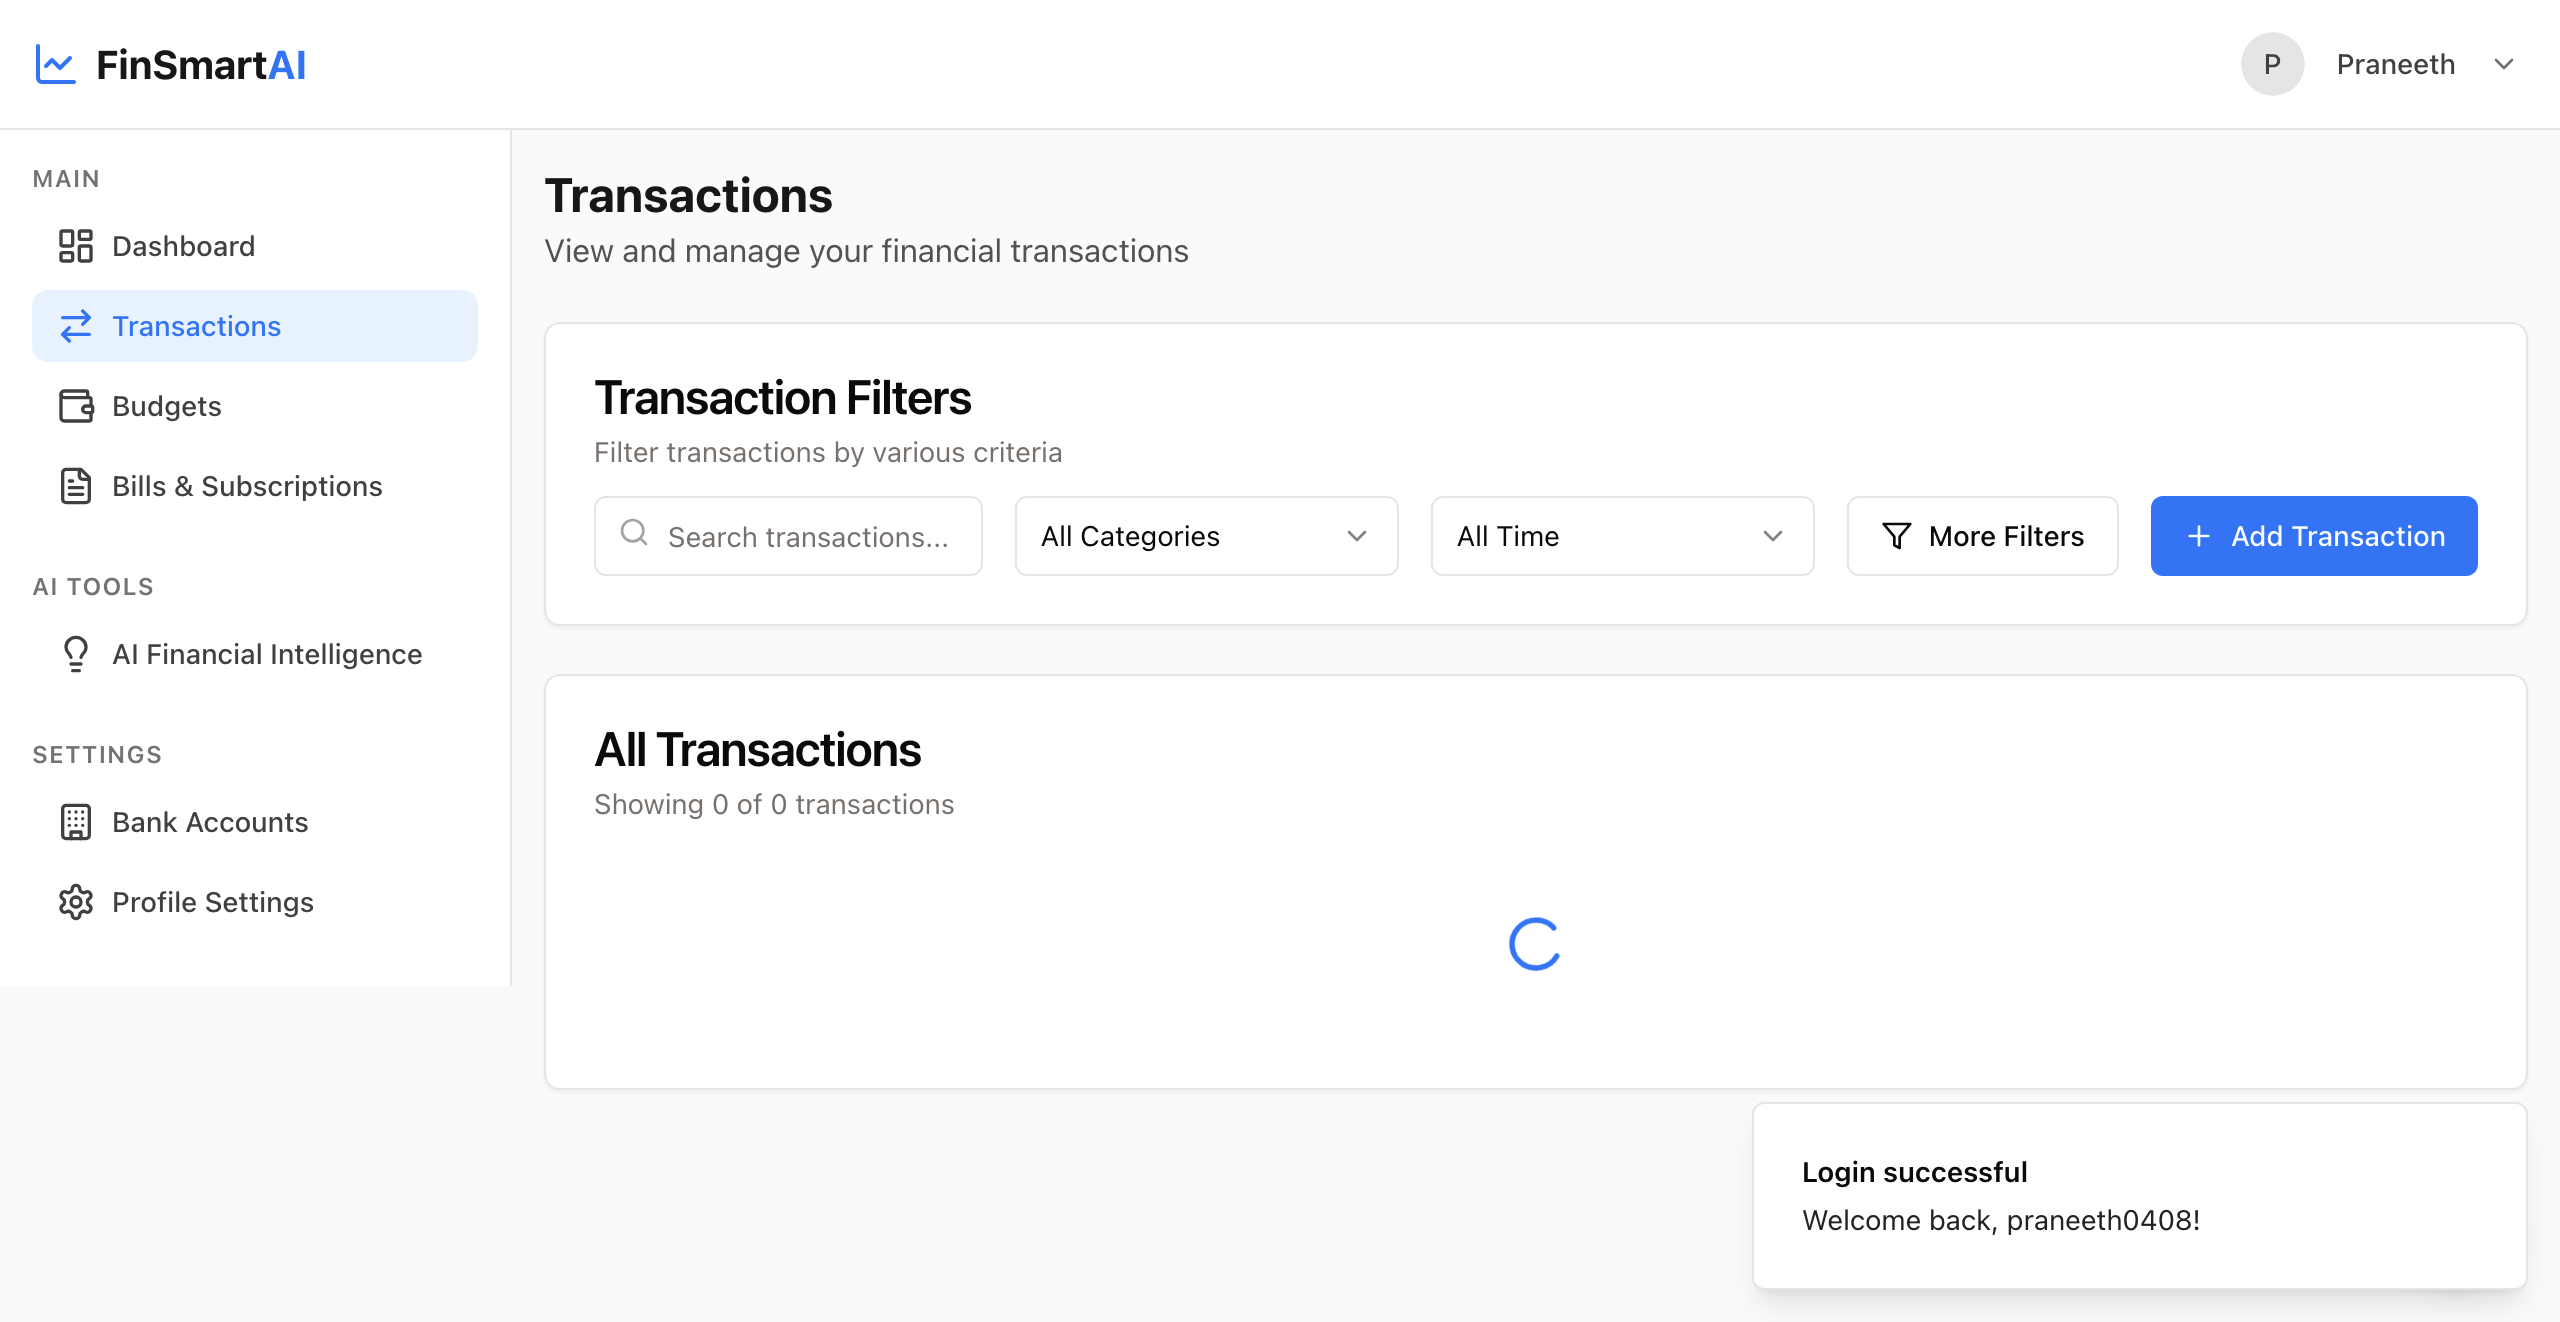 FinSmartAI
P
Praneeth
MAIN
Dashboard
Transactions
Budgets
Bills & Subscriptions
AI TOOLS
AI Financial Intelligence
SETTINGS
Bank Accounts
Profile Settings
Transactions
View and manage your financial transactions
Transaction Filters
Filter transactions by various criteria
Search transactions...
All Categories
All Time
More Filters
Add Transaction
All Transactions
Showing 0 of 0 transactions
Login successful
Welcome back, praneeth0408!